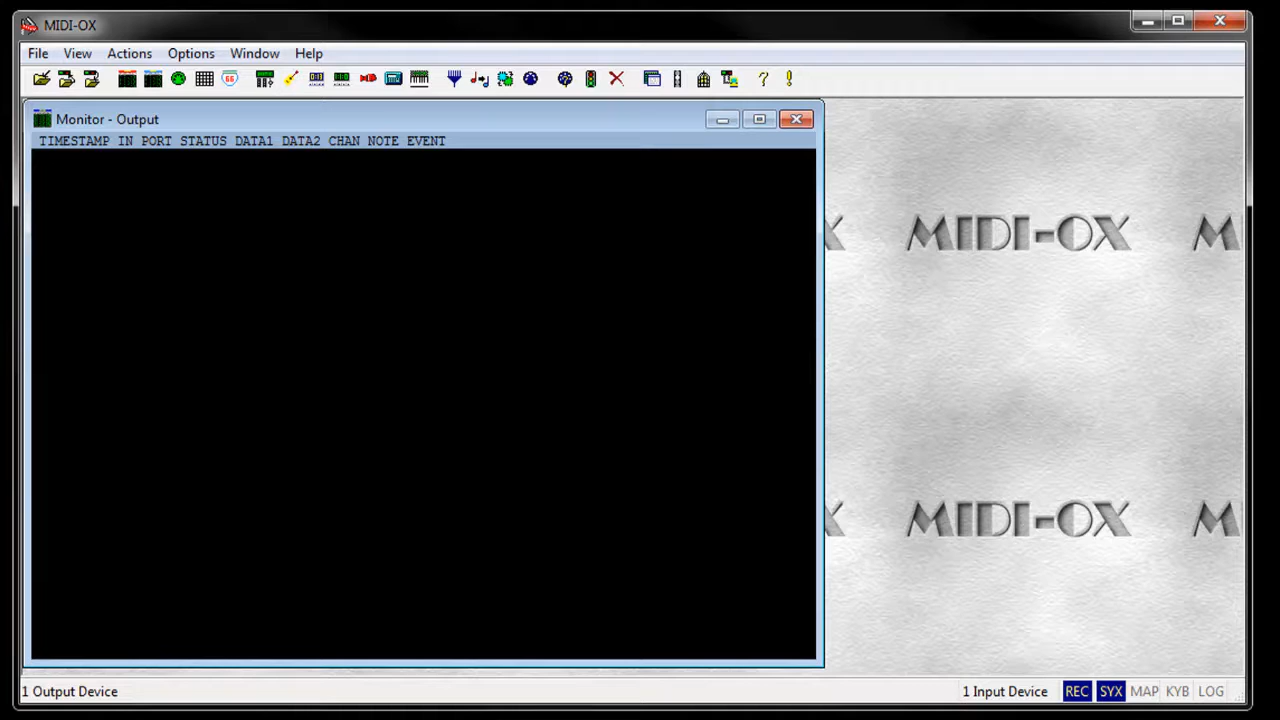 MIDI-OX
File View Actions Options Window Help
66
Monitor - Output
TIMESTAMP IN PORT STATUS DATA1 DATA2 CHAN NOTE EVENT
X MIDI-OX M
X MIDI-OX M
1 Output Device 1 Input Device REC SYX MAP KYB LOG